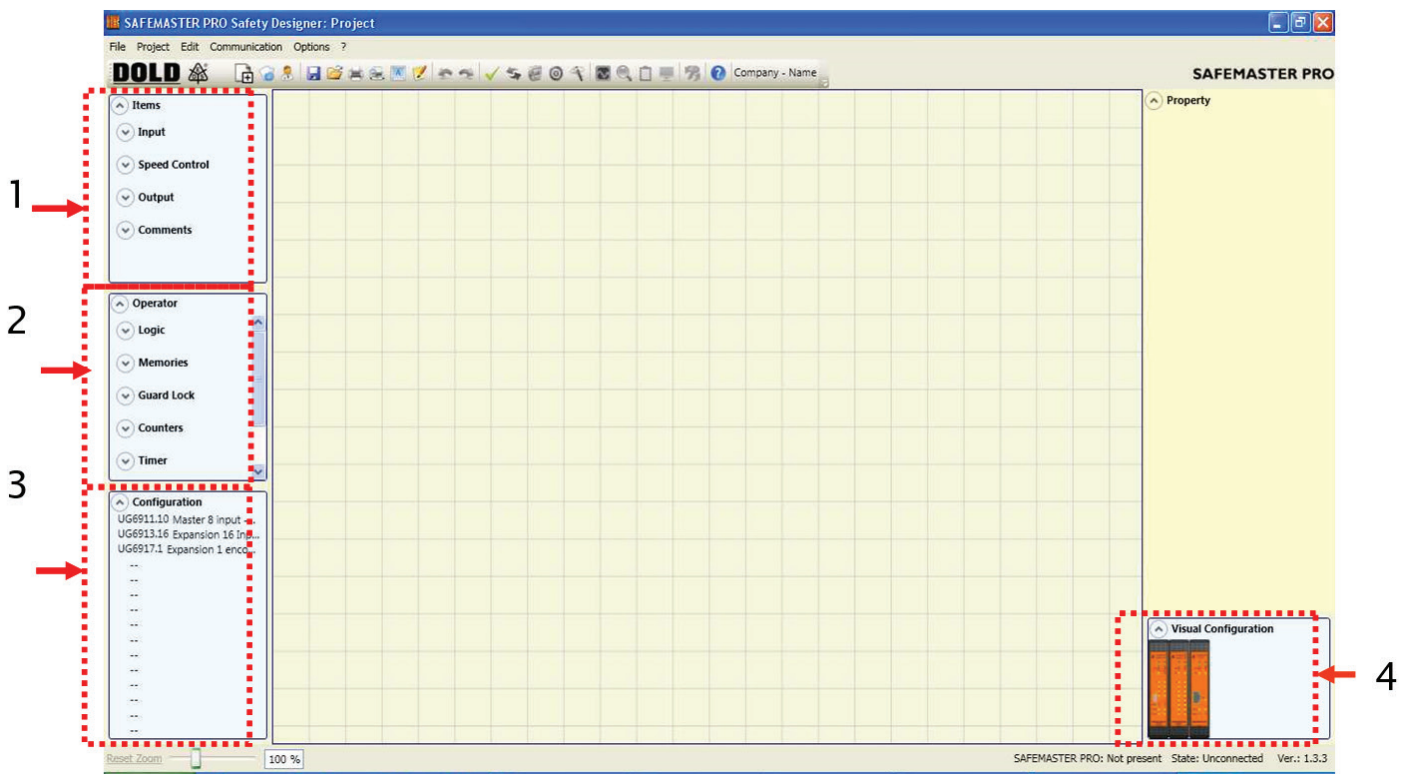 SAFEMASTER PRO Safety Designer: Project
File Project Edit Communication Options ?
DOLD
Company - Name
SAFEMASTER PRO
1
Items
Input
Speed Control
Output
Comments
2
Operator
Logic
Memories
Guard Lock
Counters
Timer
3
Configuration
UG6911.10 Master 8 input -...
UG6913.16 Expansion 16 Inp...
UG6917.1 Expansion 1 enco...
--
--
--
--
--
--
--
--
--
--
--
--
Property
Visual Configuration
4
Reset Zoom
100 %
SAFEMASTER PRO: Not present State: Unconnected Ver.: 1.3.3